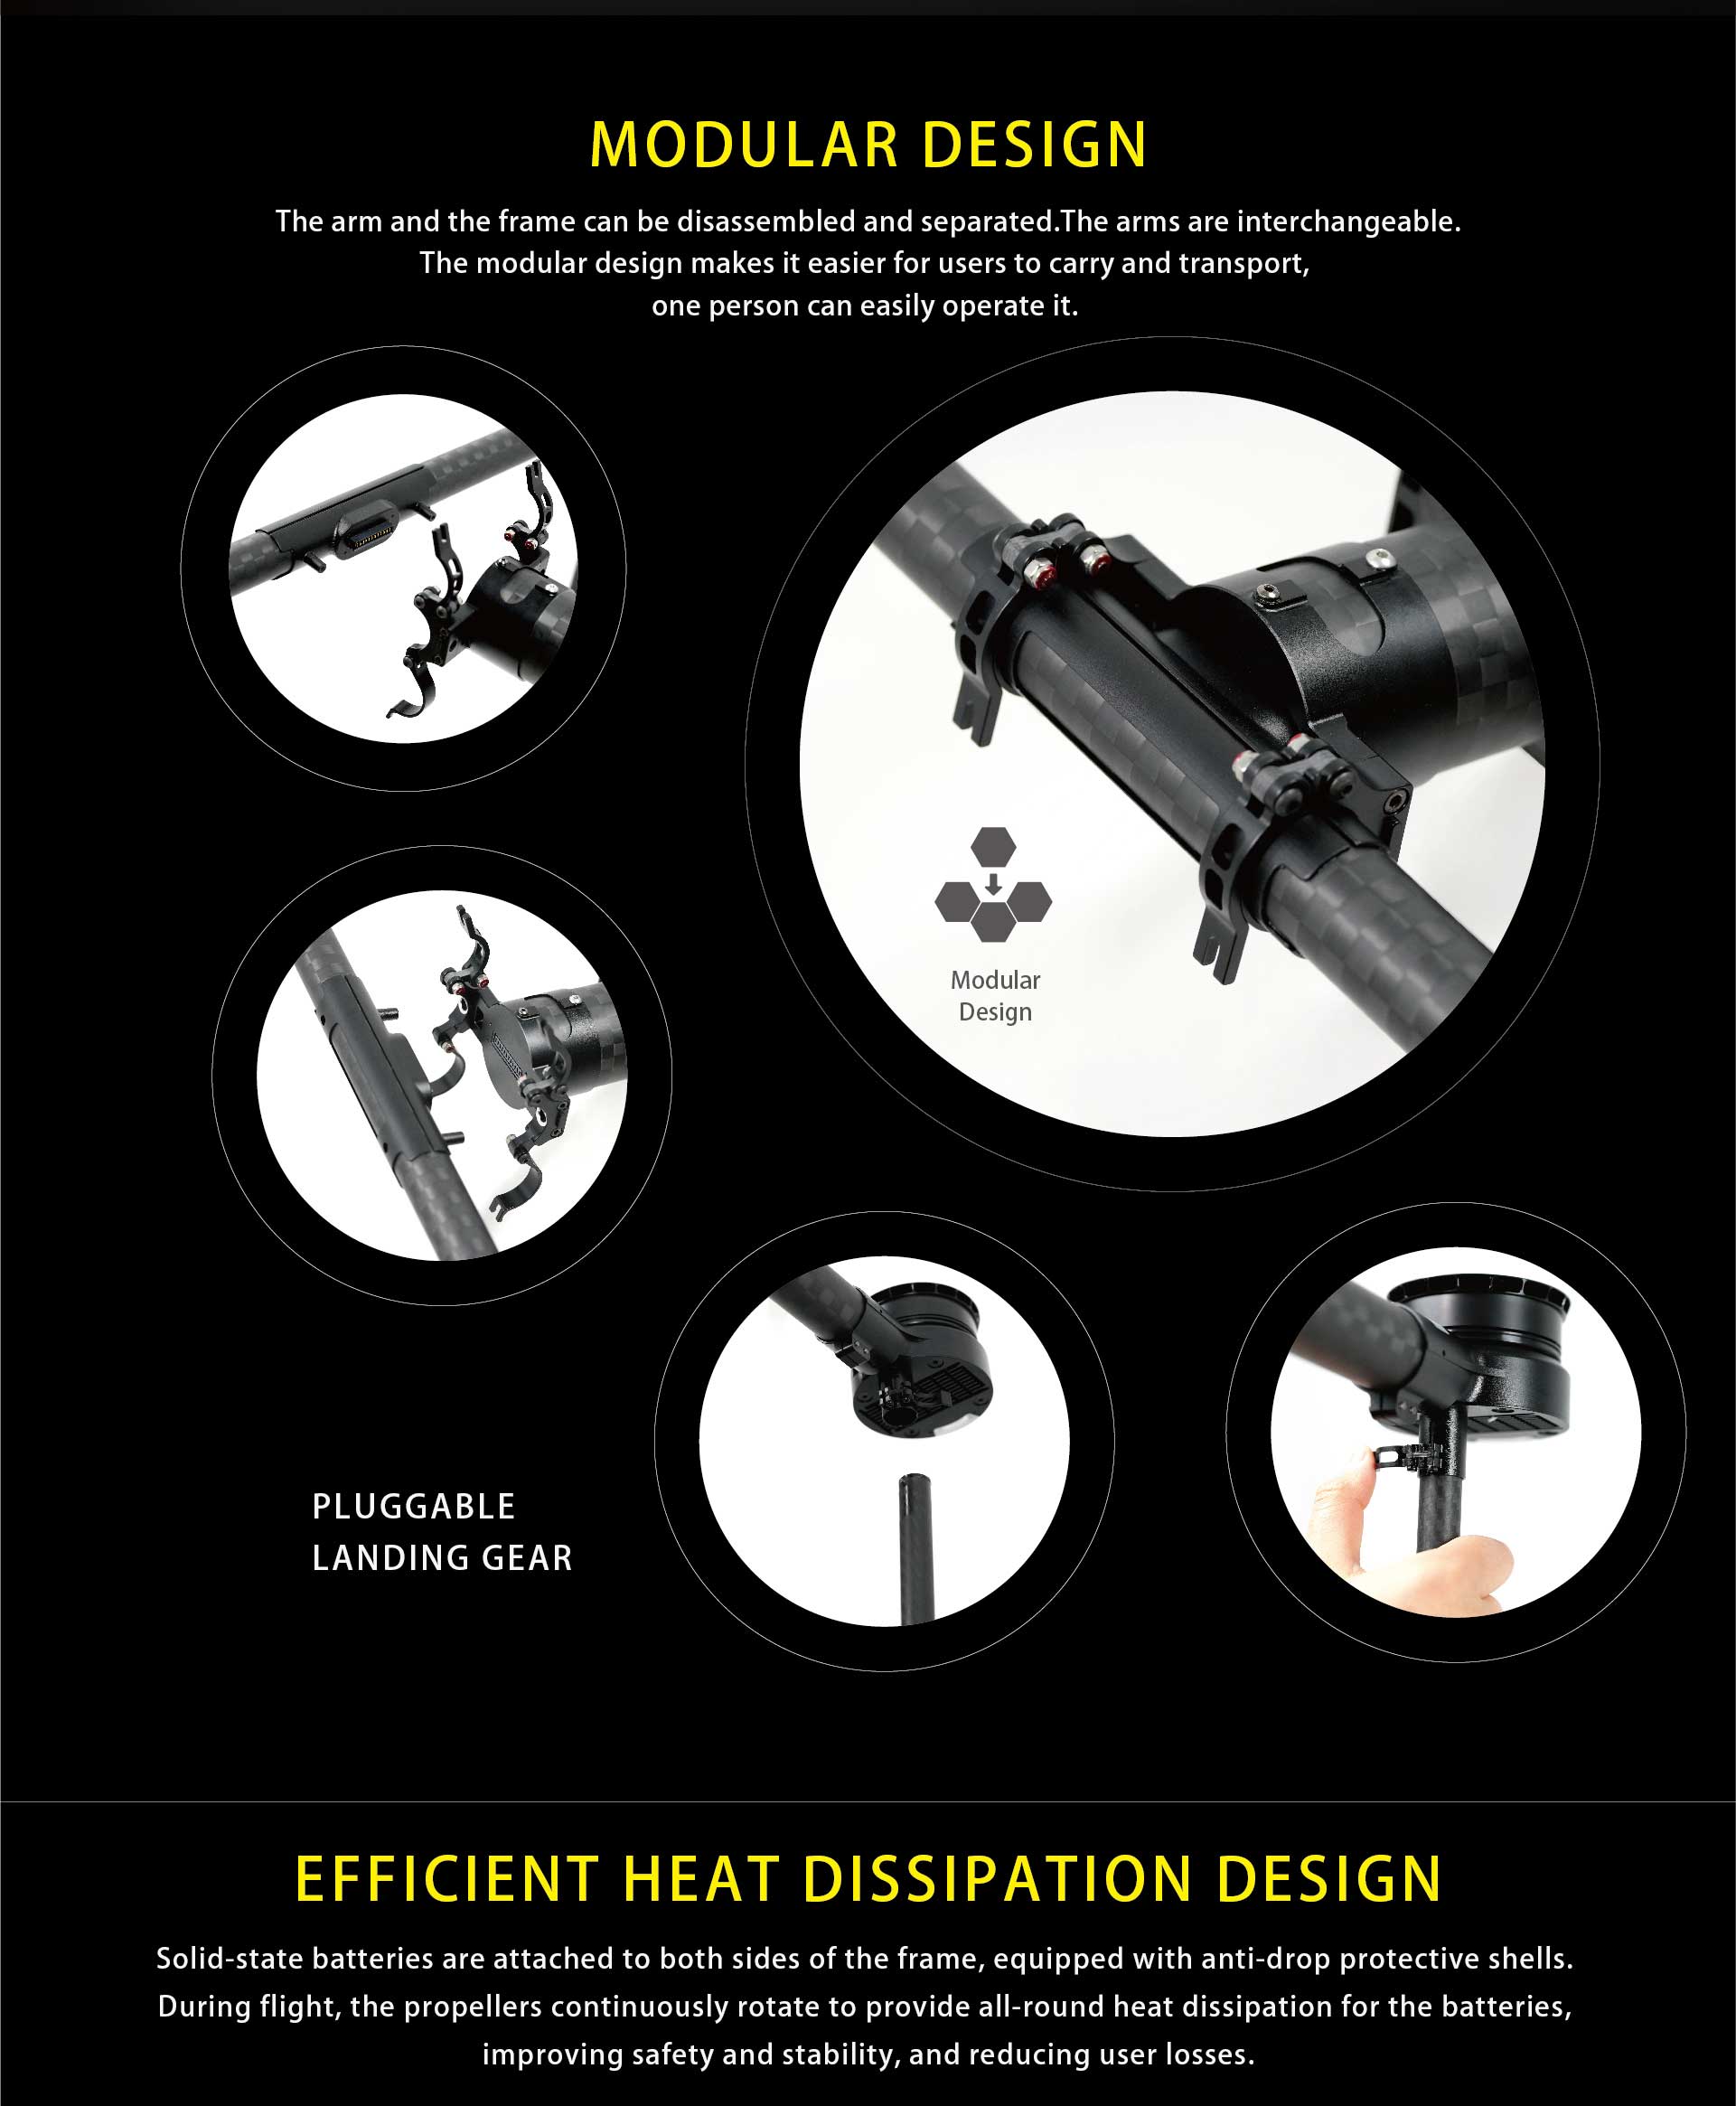 MODULAR DESIGN
The arm and the frame can be disassembled and separated.The arms are interchangeable.
The modular design makes it easier for users to carry and transport,
one person can easily operate it.
Modular
Design
PLUGGABLE
LANDING GEAR
EFFICIENT HEAT DISSIPATION DESIGN
Solid-state batteries are attached to both sides of the frame, equipped with anti-drop protective shells.
During flight, the propellers continuously rotate to provide all-round heat dissipation for the batteries,
improving safety and stability, and reducing user losses.